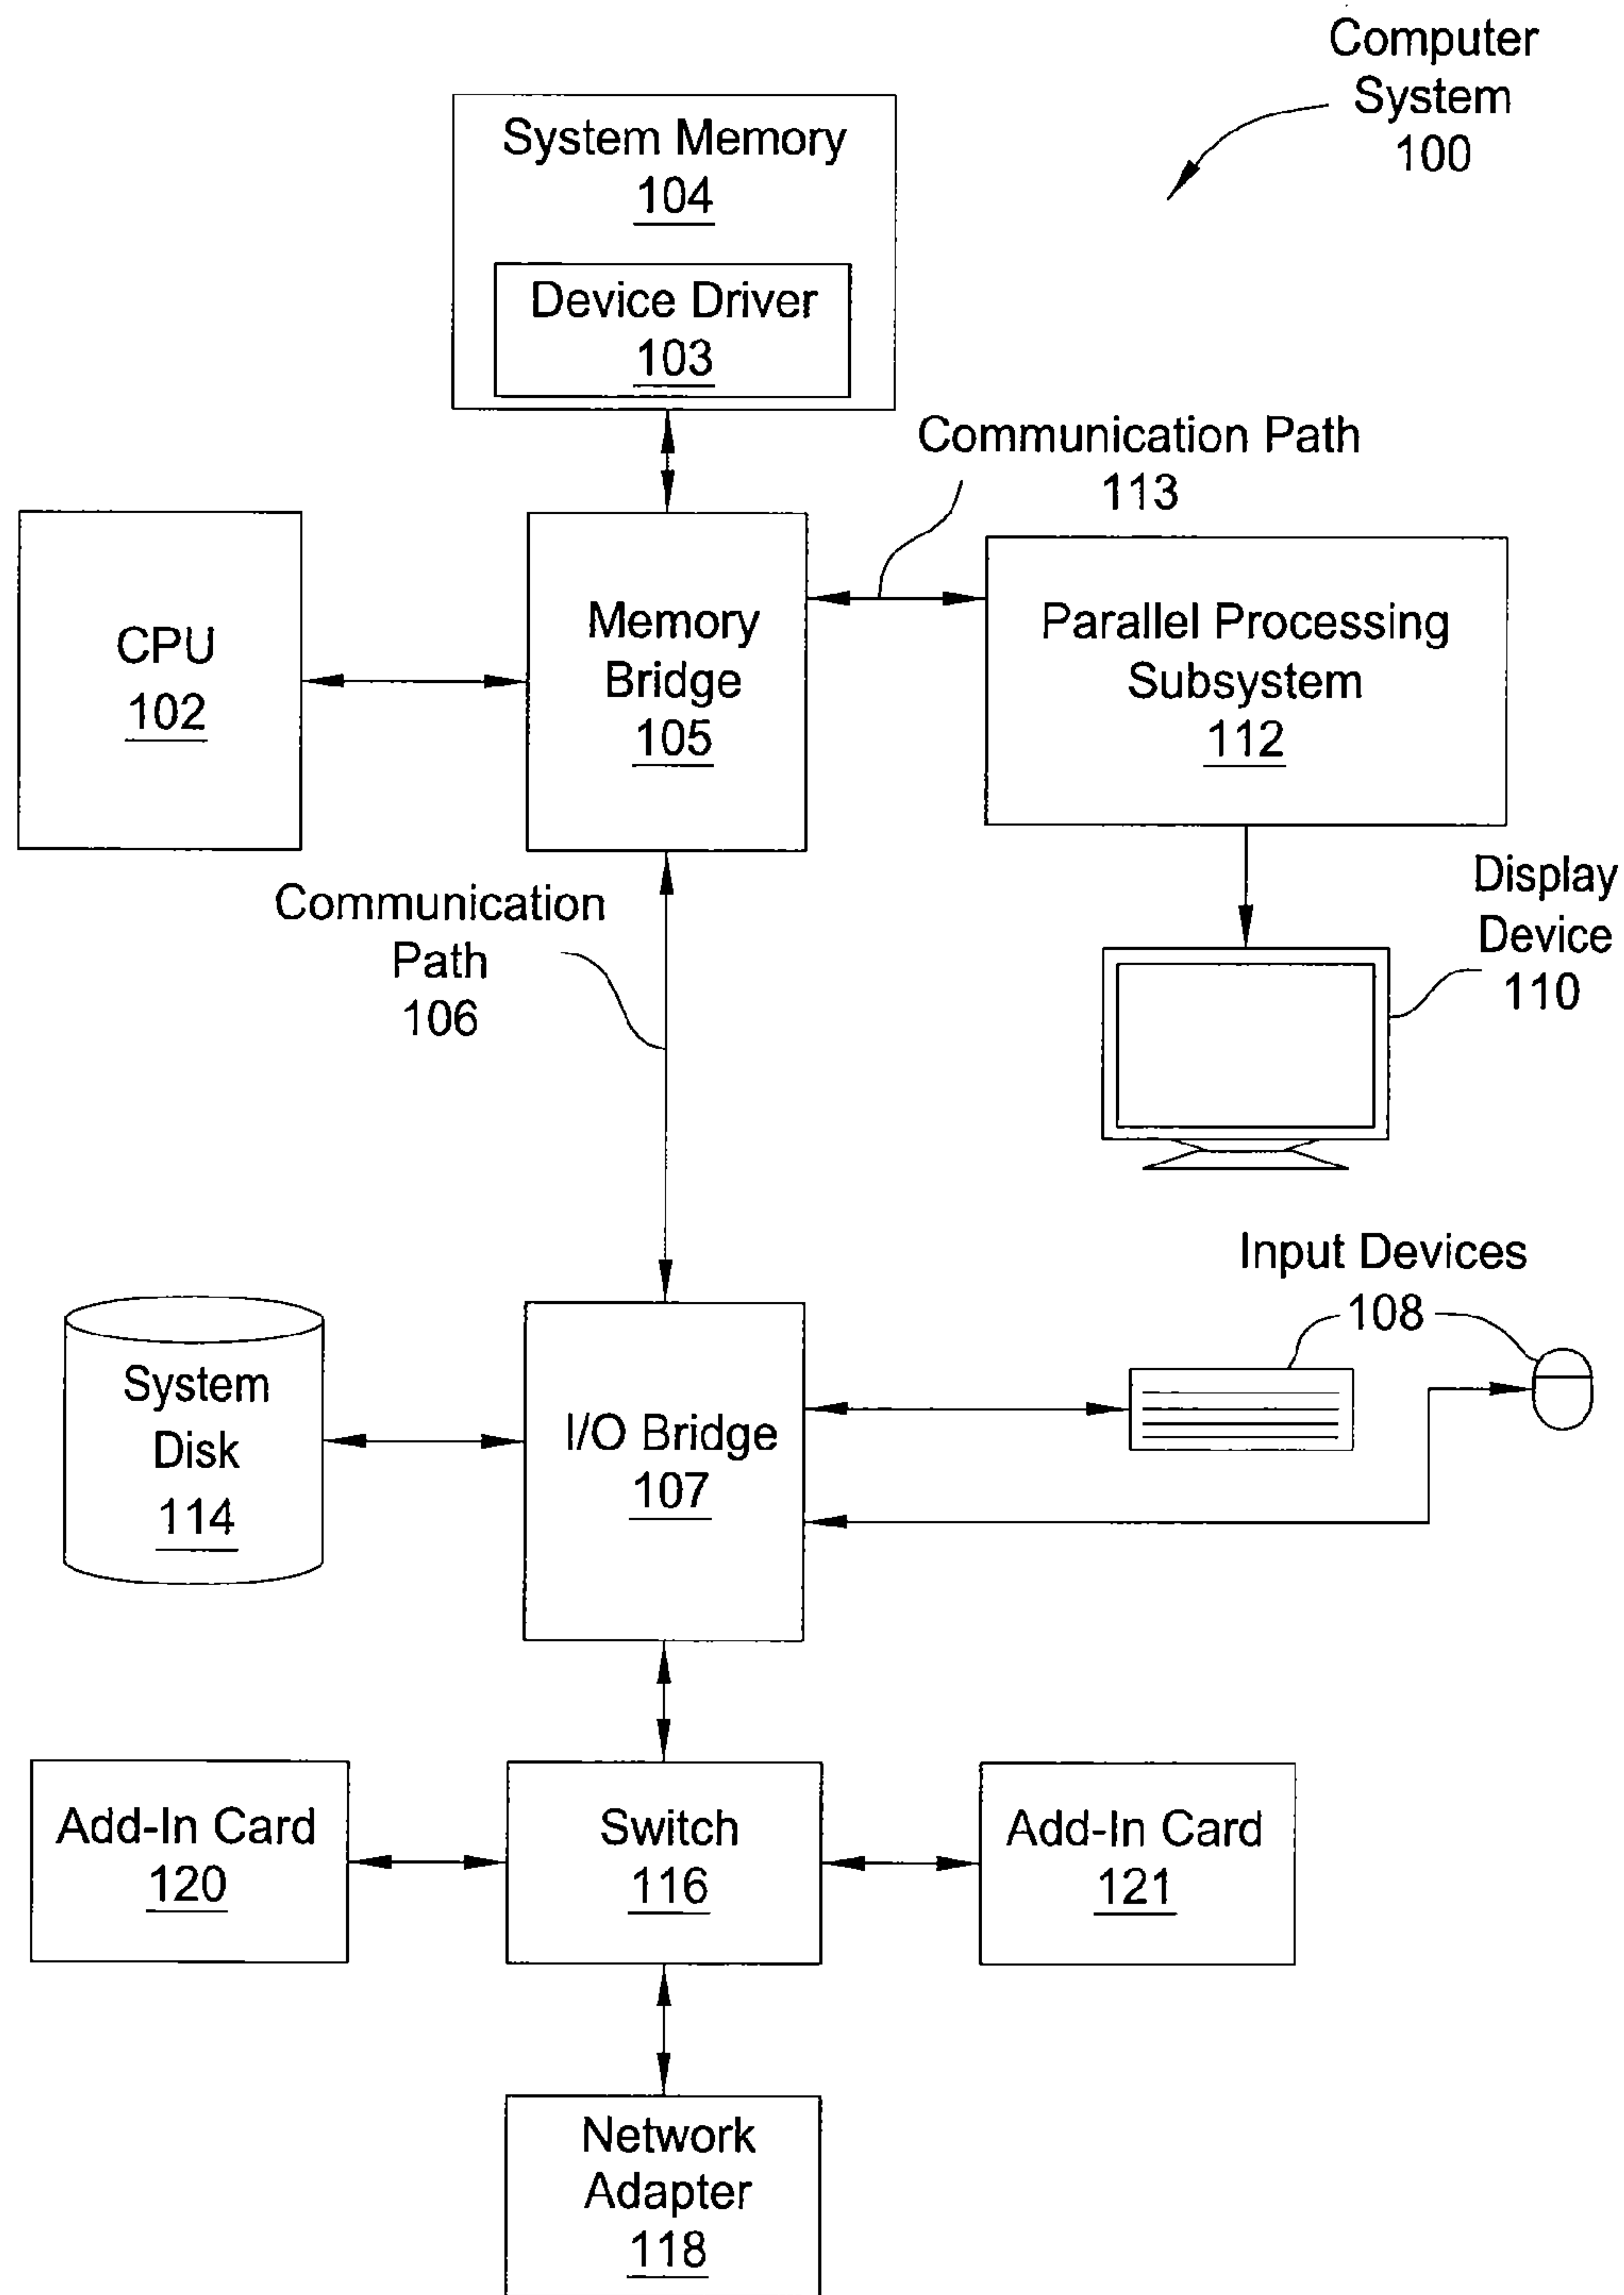 Computer
System
100
System Memory
104
Device Driver
103
Communication Path
113
CPU
102
Memory
Bridge
105
Parallel Processing
Subsystem
112
Communication
Path
106
Display
Device
110
Input Devices
108
System
Disk
114
I/O Bridge
107
Add-In Card
120
Switch
116
Add-In Card
121
Network
Adapter
118